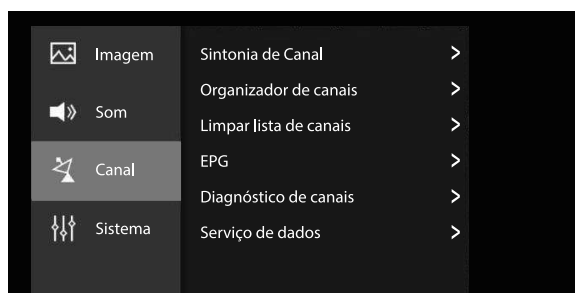 Imagem
Som
Canal
Sistema
Sintonia de Canal >
Organizador de canais >
Limpar lista de canais >
EPG >
Diagnóstico de canais >
Serviço de dados >